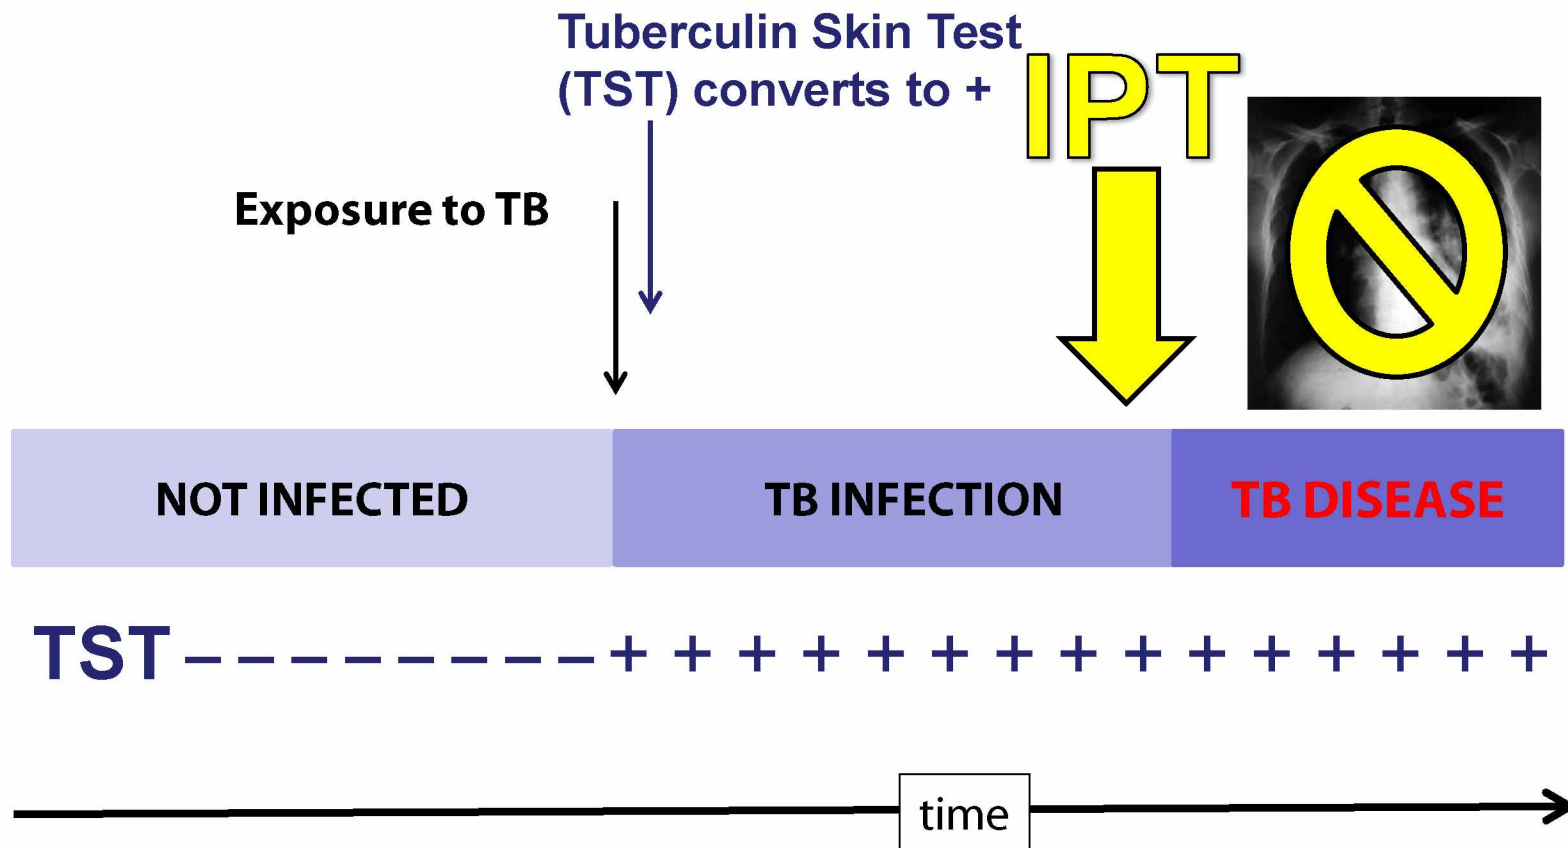 Tuberculin Skin Test
(TST) converts to +
IPT
Exposure to TB
NOT INFECTED
TB INFECTION
TB DISEASE
TST – – – – – – – – + + + + + + + + + + + + + + +
time